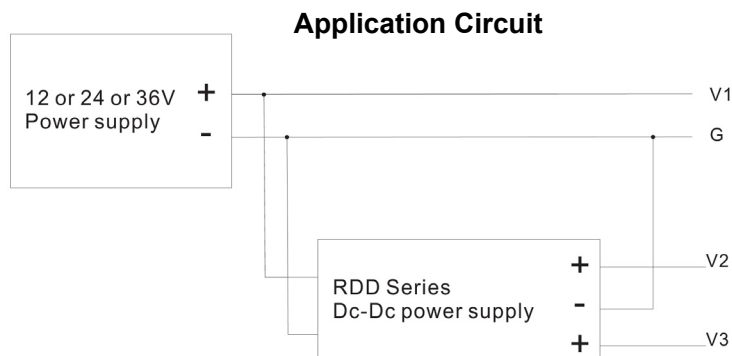 Application Circuit
12 or 24 or 36V +
Power supply
-
V1
G
RDD Series
Dc-Dc power supply
+
-
+
V2
V3